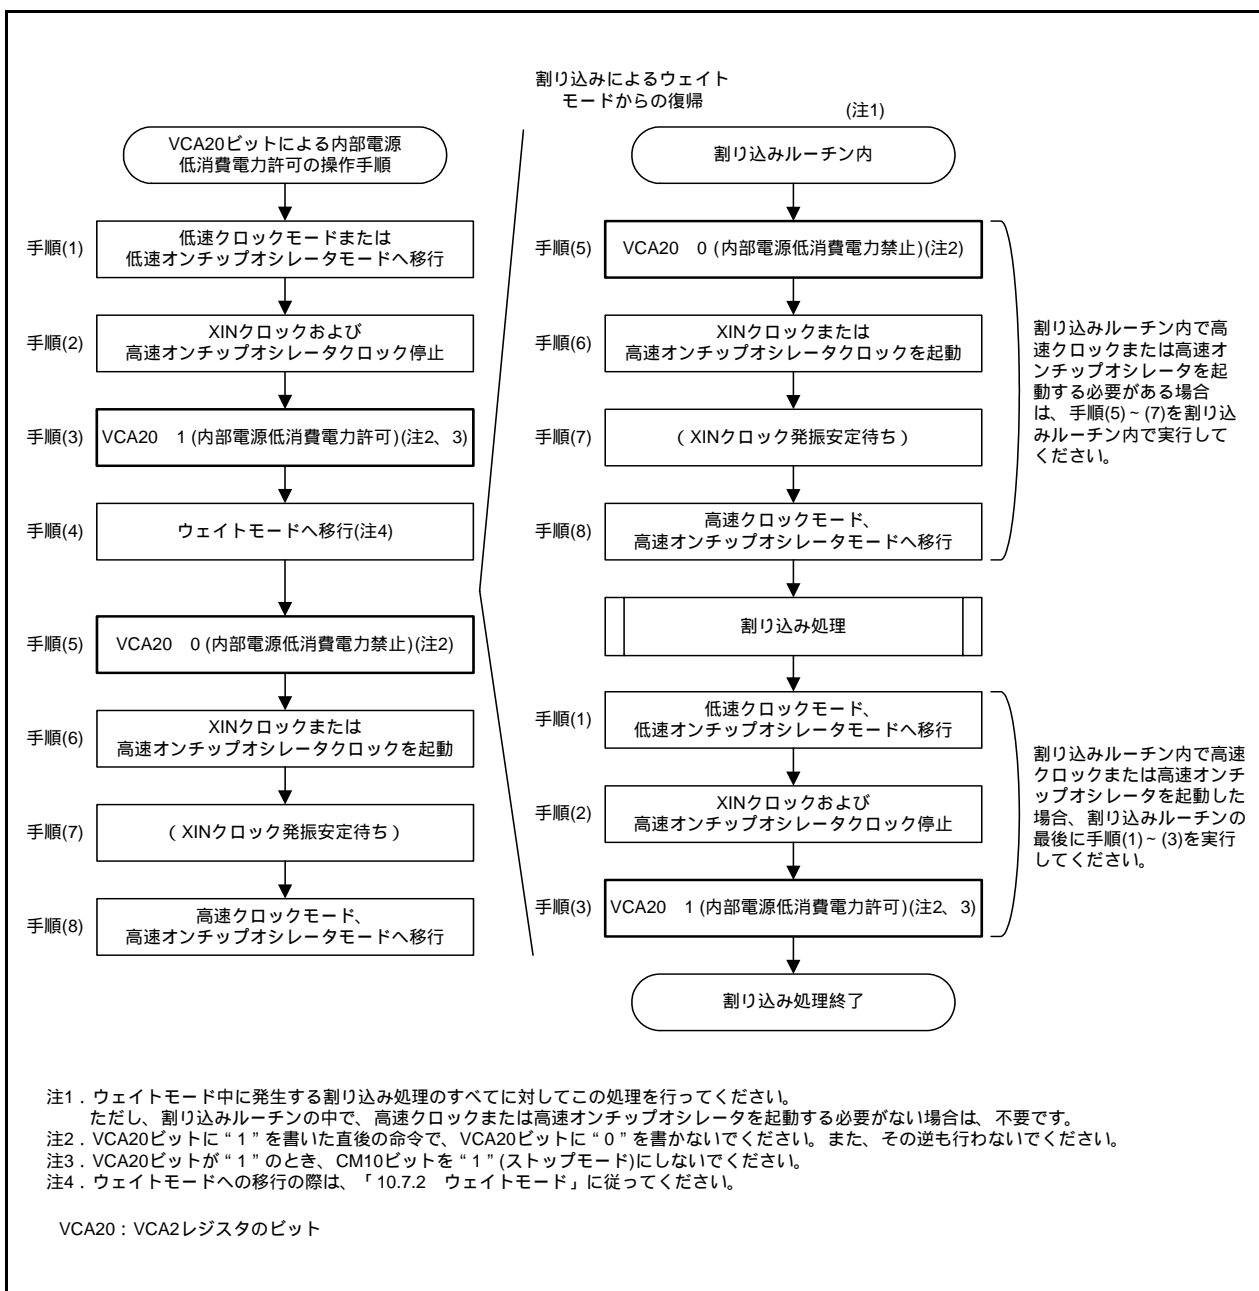 VCA20ビットによる内部電源
低消費電力許可の操作手順
手順(1)
低速クロックモードまたは
低速オンチップオシレータモードへ移行
手順(2)
XINクロックおよび
高速オンチップオシレータクロック停止
手順(3)
VCA20　1 (内部電源低消費電力許可)(注2、3)
手順(4)
ウェイトモードへ移行(注4)
手順(5)
VCA20　0 (内部電源低消費電力禁止)(注2)
手順(6)
XINクロックまたは
高速オンチップオシレータクロックを起動
手順(7)
( XINクロック発振安定待ち )
手順(8)
高速クロックモード、
高速オンチップオシレータモードへ移行
割り込みによるウェイト
モードからの復帰
(注1)
割り込みルーチン内
手順(5)
VCA20　0 (内部電源低消費電力禁止)(注2)
手順(6)
XINクロックまたは
高速オンチップオシレータクロックを起動
手順(7)
( XINクロック発振安定待ち )
手順(8)
高速クロックモード、
高速オンチップオシレータモードへ移行
割り込みルーチン内で高
速クロックまたは高速オ
ンチップオシレータを起
動する必要がある場合
は、手順(5) ~ (7)を割り込
みルーチン内で実行して
ください。
割り込み処理
手順(1)
低速クロックモード、
低速オンチップオシレータモードへ移行
手順(2)
XINクロックおよび
高速オンチップオシレータクロック停止
手順(3)
VCA20　1 (内部電源低消費電力許可)(注2、3)
割り込みルーチン内で高速
クロックまたは高速オンチ
ップオシレータを起動した
場合、割り込みルーチンの
最後に手順(1) ~ (3)を実行
してください。
割り込み処理終了
注1．ウェイトモード中に発生する割り込み処理のすべてに対してこの処理を行ってください。
ただし、割り込みルーチンの中で、高速クロックまたは高速オンチップオシレータを起動する必要がない場合は、不要です。
注2．VCA20ビットに“1”を書いた直後の命令で、VCA20ビットに“0”を書かないでください。また、その逆も行わないでください。
注3．VCA20ビットが“1”のとき、CM10ビットを“1”(ストップモード)にしないでください。
注4．ウェイトモードへの移行の際は、「10.7.2　ウェイトモード」に従ってください。
VCA20：VCA2レジスタのビット